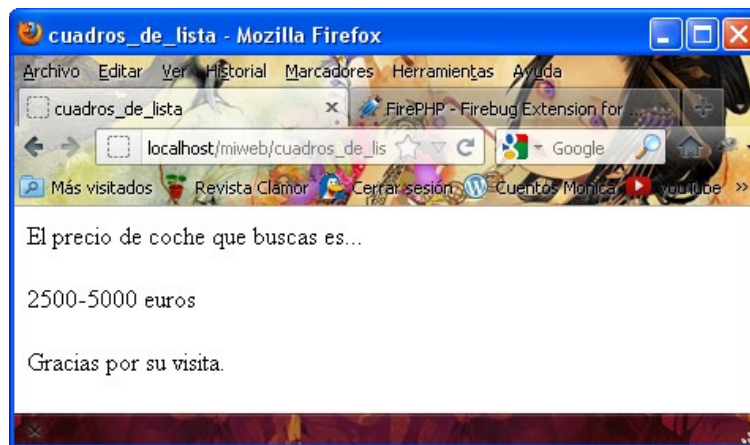 cuadros_de_lista - Mozilla Firefox
Archivo Editar Ver Historial Marcadores Herramientas Ayuda
cuadros_de_lista FirePHP - Firebug Extension for ...
localhost/miweb/cuadros_de_lis Google
Más visitados Revista Clamor Cerrar sesión Cuentos Monica youtube »
El precio de coche que buscas es...
2500-5000 euros
Gracias por su visita.